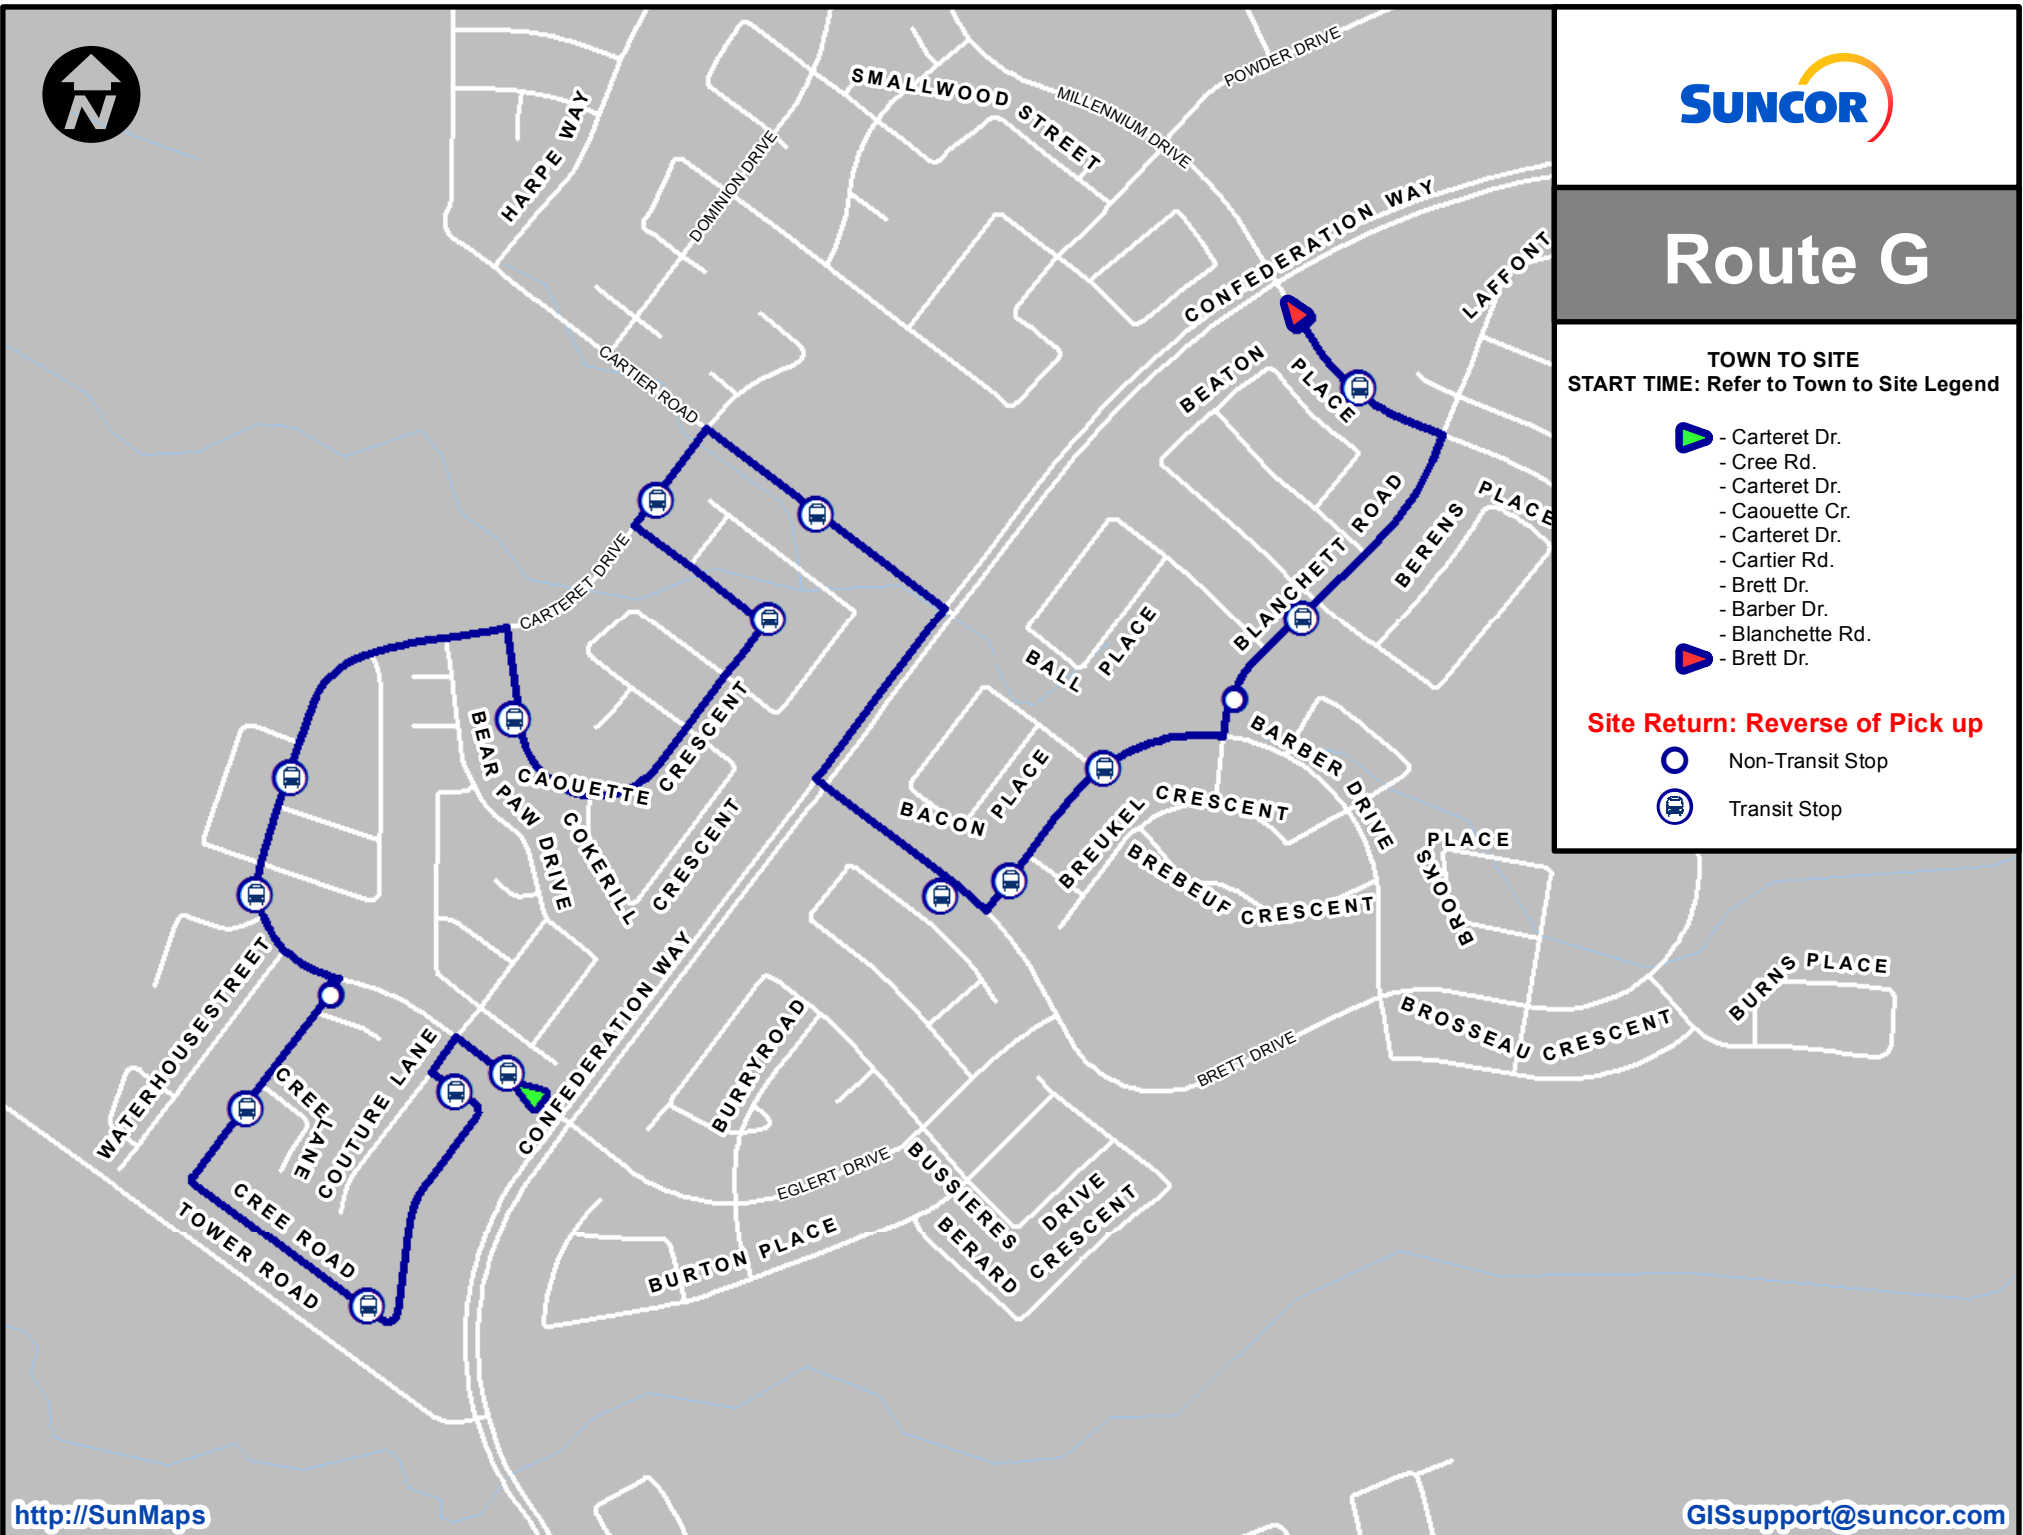 N
HARPE WAY
SMALLWOOD STREET
MILLENNIUM DRIVE
POWDER DRIVE
DOMINION DRIVE
CONFEDERATION WAY
LAFFONT
CARTIER ROAD
BEATON PLACE
CARTERET DRIVE
BLANCHETT ROAD
BERENS PLACE
BALL PLACE
BEAR PAW DRIVE
CAOUETTE CRESCENT
COKERILL CRESCENT
BACON PLACE
BARBER DRIVE
BREUKEL CRESCENT
BREBEUF CRESCENT
BROOKS PLACE
WATERHOUSESTREET
CONFEDERATION WAY
BURNS PLACE
BROSSEAU CRESCENT
BRETT DRIVE
BURRYROAD
CREE LANE
COUTURE LANE
EGLERT DRIVE
BUSSIERES DRIVE
BERARD CRESCENT
CREE ROAD
TOWER ROAD
BURTON PLACE
SUNCOR
Route G
TOWN TO SITE
START TIME: Refer to Town to Site Legend
- Carteret Dr.
- Cree Rd.
- Carteret Dr.
- Caouette Cr.
- Carteret Dr.
- Cartier Rd.
- Brett Dr.
- Barber Dr.
- Blanchette Rd.
- Brett Dr.
Site Return: Reverse of Pick up
Non-Transit Stop
Transit Stop
http://SunMaps
GISsupport@suncor.com